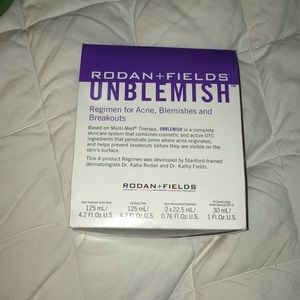 RODAN+FIELDS
UNBLEMISH™
Regimen for Acne, Blemishes and
Breakouts
Based on Multi-Med® Therapy, UNBLEMISH is a complete
skincare system that combines cosmetic and active OTC
ingredients that penetrate pores where acne originates,
and helps prevent breakouts before they are visible on the
skin's surface.
This 4-product Regimen was developed by Stanford-trained
dermatologists Dr. Katie Rodan and Dr. Kathy Fields.
RODAN+FIELDS
125 mL/ 125 mL/ 2 x 22.5 mL/ 30 mL/
4.2 Fl Oz. U.S. 4.2 Fl Oz. U.S. 0.76 Fl Oz. U.S. 1 Fl Oz. U.S.